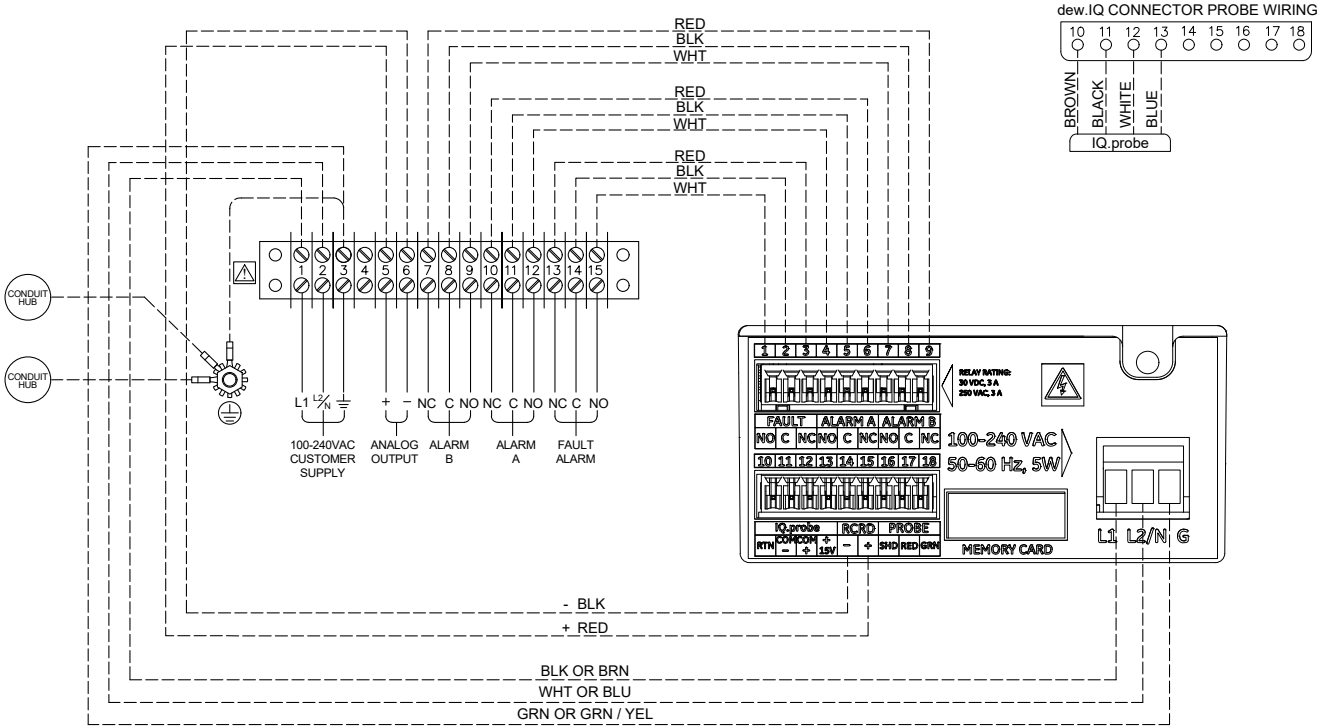 dew.IQ CONNECTOR PROBE WIRING
10 11 12 13 14 15 16 17 18
BROWN
BLACK
WHITE
BLUE
IQ.probe
RED
BLK
WHT
RED
BLK
WHT
RED
BLK
WHT
1 2 3 4 5 6 7 8 9 10 11 12 13 14 15
CONDUIT
HUB
CONDUIT
HUB
L1 L2/N + − NC C NO NC C NO NC C NO
100-240VAC
CUSTOMER
SUPPLY
ANALOG
OUTPUT
ALARM
B
ALARM
A
FAULT
ALARM
1 2 3 4 5 6 7 8 9
RELAY RATING:
30 VDC, 3 A
250 VAC, 3 A
FAULT ALARM A ALARM B
NO C NC NO C NC NO C NC
100-240 VAC
50-60 Hz, 5W
10 11 12 13 14 15 16 17 18
IQ.probe RCRD PROBE
RTN COM − COM + + 15V − + SHD RED GRN
MEMORY CARD
L1 L2/N G
- BLK
+ RED
BLK OR BRN
WHT OR BLU
GRN OR GRN / YEL